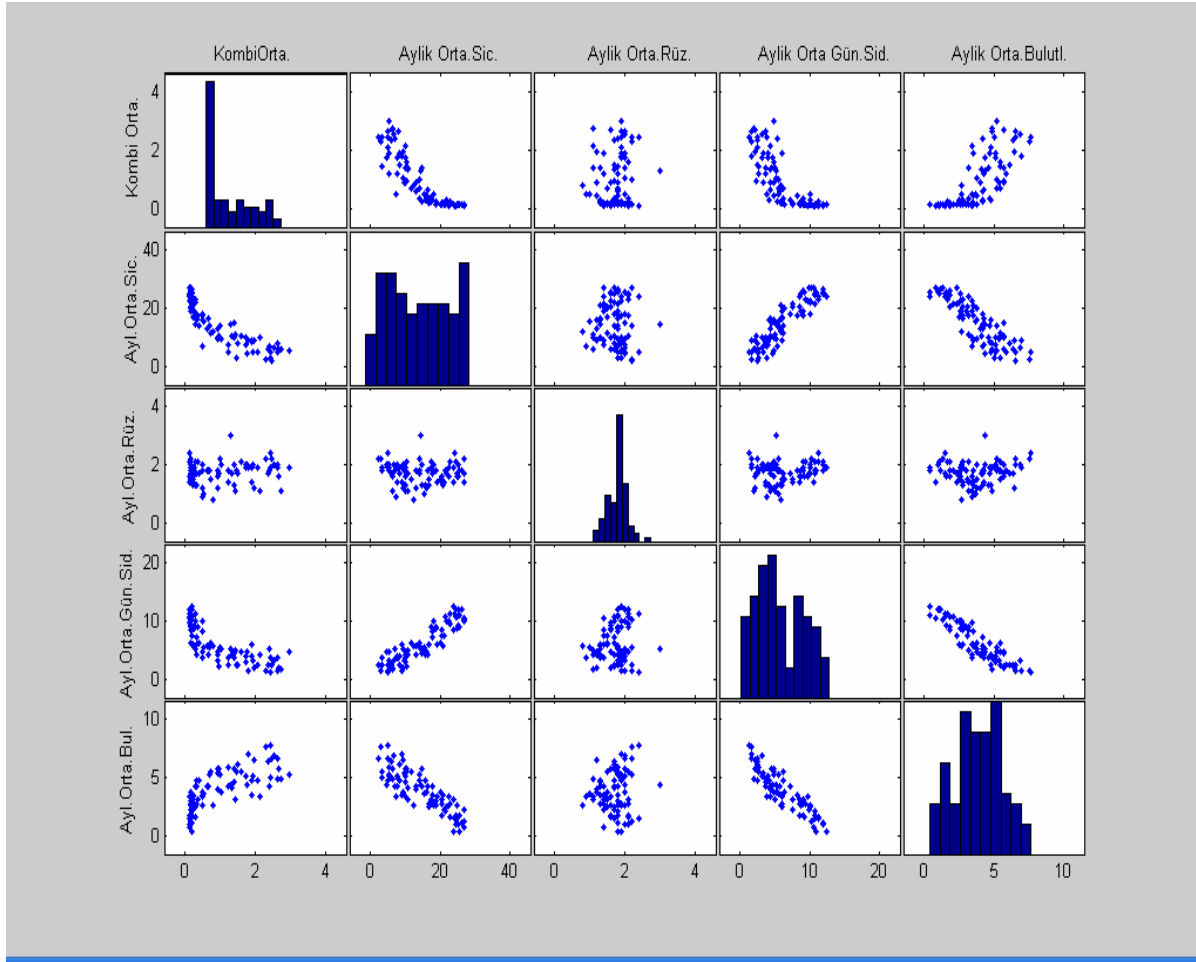 KombiOrta. Aylik Orta.Sic. Aylik Orta.Rüz. Aylik Orta Gün.Sid. Aylik Orta.Bulutl.
Kombi Orta.
4
2
0
Ayl.Orta.Sic.
40
20
0
Ayl.Orta.Rüz.
4
2
0
Ayl.Orta.Gün.Sid.
20
10
0
Ayl.Orta.Bul.
10
5
0
0 2 4 0 20 40 0 2 4 0 10 20 0 5 10